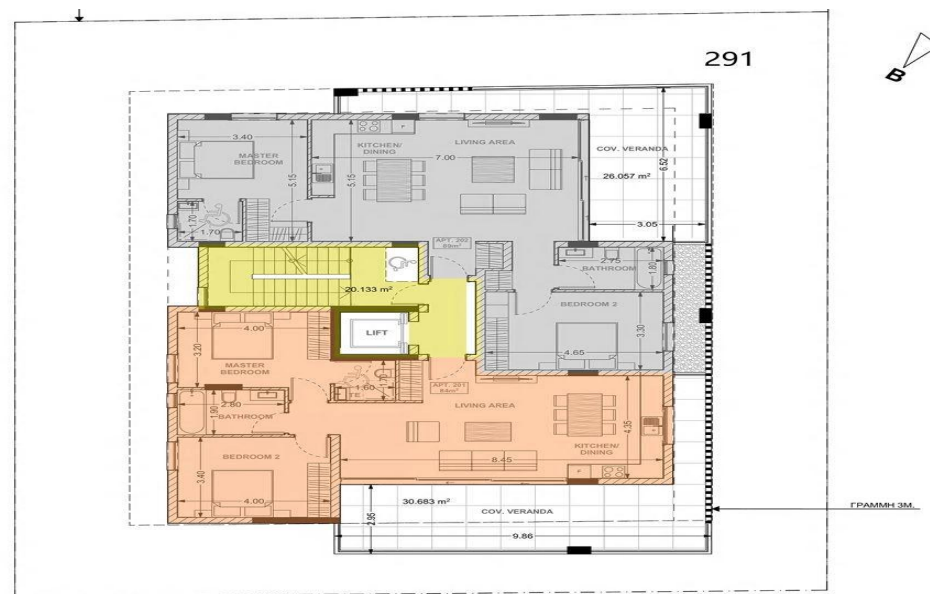 291
B
3.40
MASTER
BEDROOM
5.15
1.70
1.70
KITCHEN/
DINING
LIVING AREA
7.00
5.15
COV. VERANDA
26.057 m²
6.52
3.05
APT. 202
2.75
BATHROOM
1.80
BEDROOM 2
3.30
4.65
20.133 m²
LIFT
4.00
3.20
MASTER
BEDROOM
1.60
2.80
BATHROOM
1.90
BEDROOM 2
3.40
4.00
APT. 201
LIVING AREA
KITCHEN/
DINING
4.35
8.45
30.683 m²
COV. VERANDA
2.95
9.86
ΓΡΑΜΜΗ 3Μ.